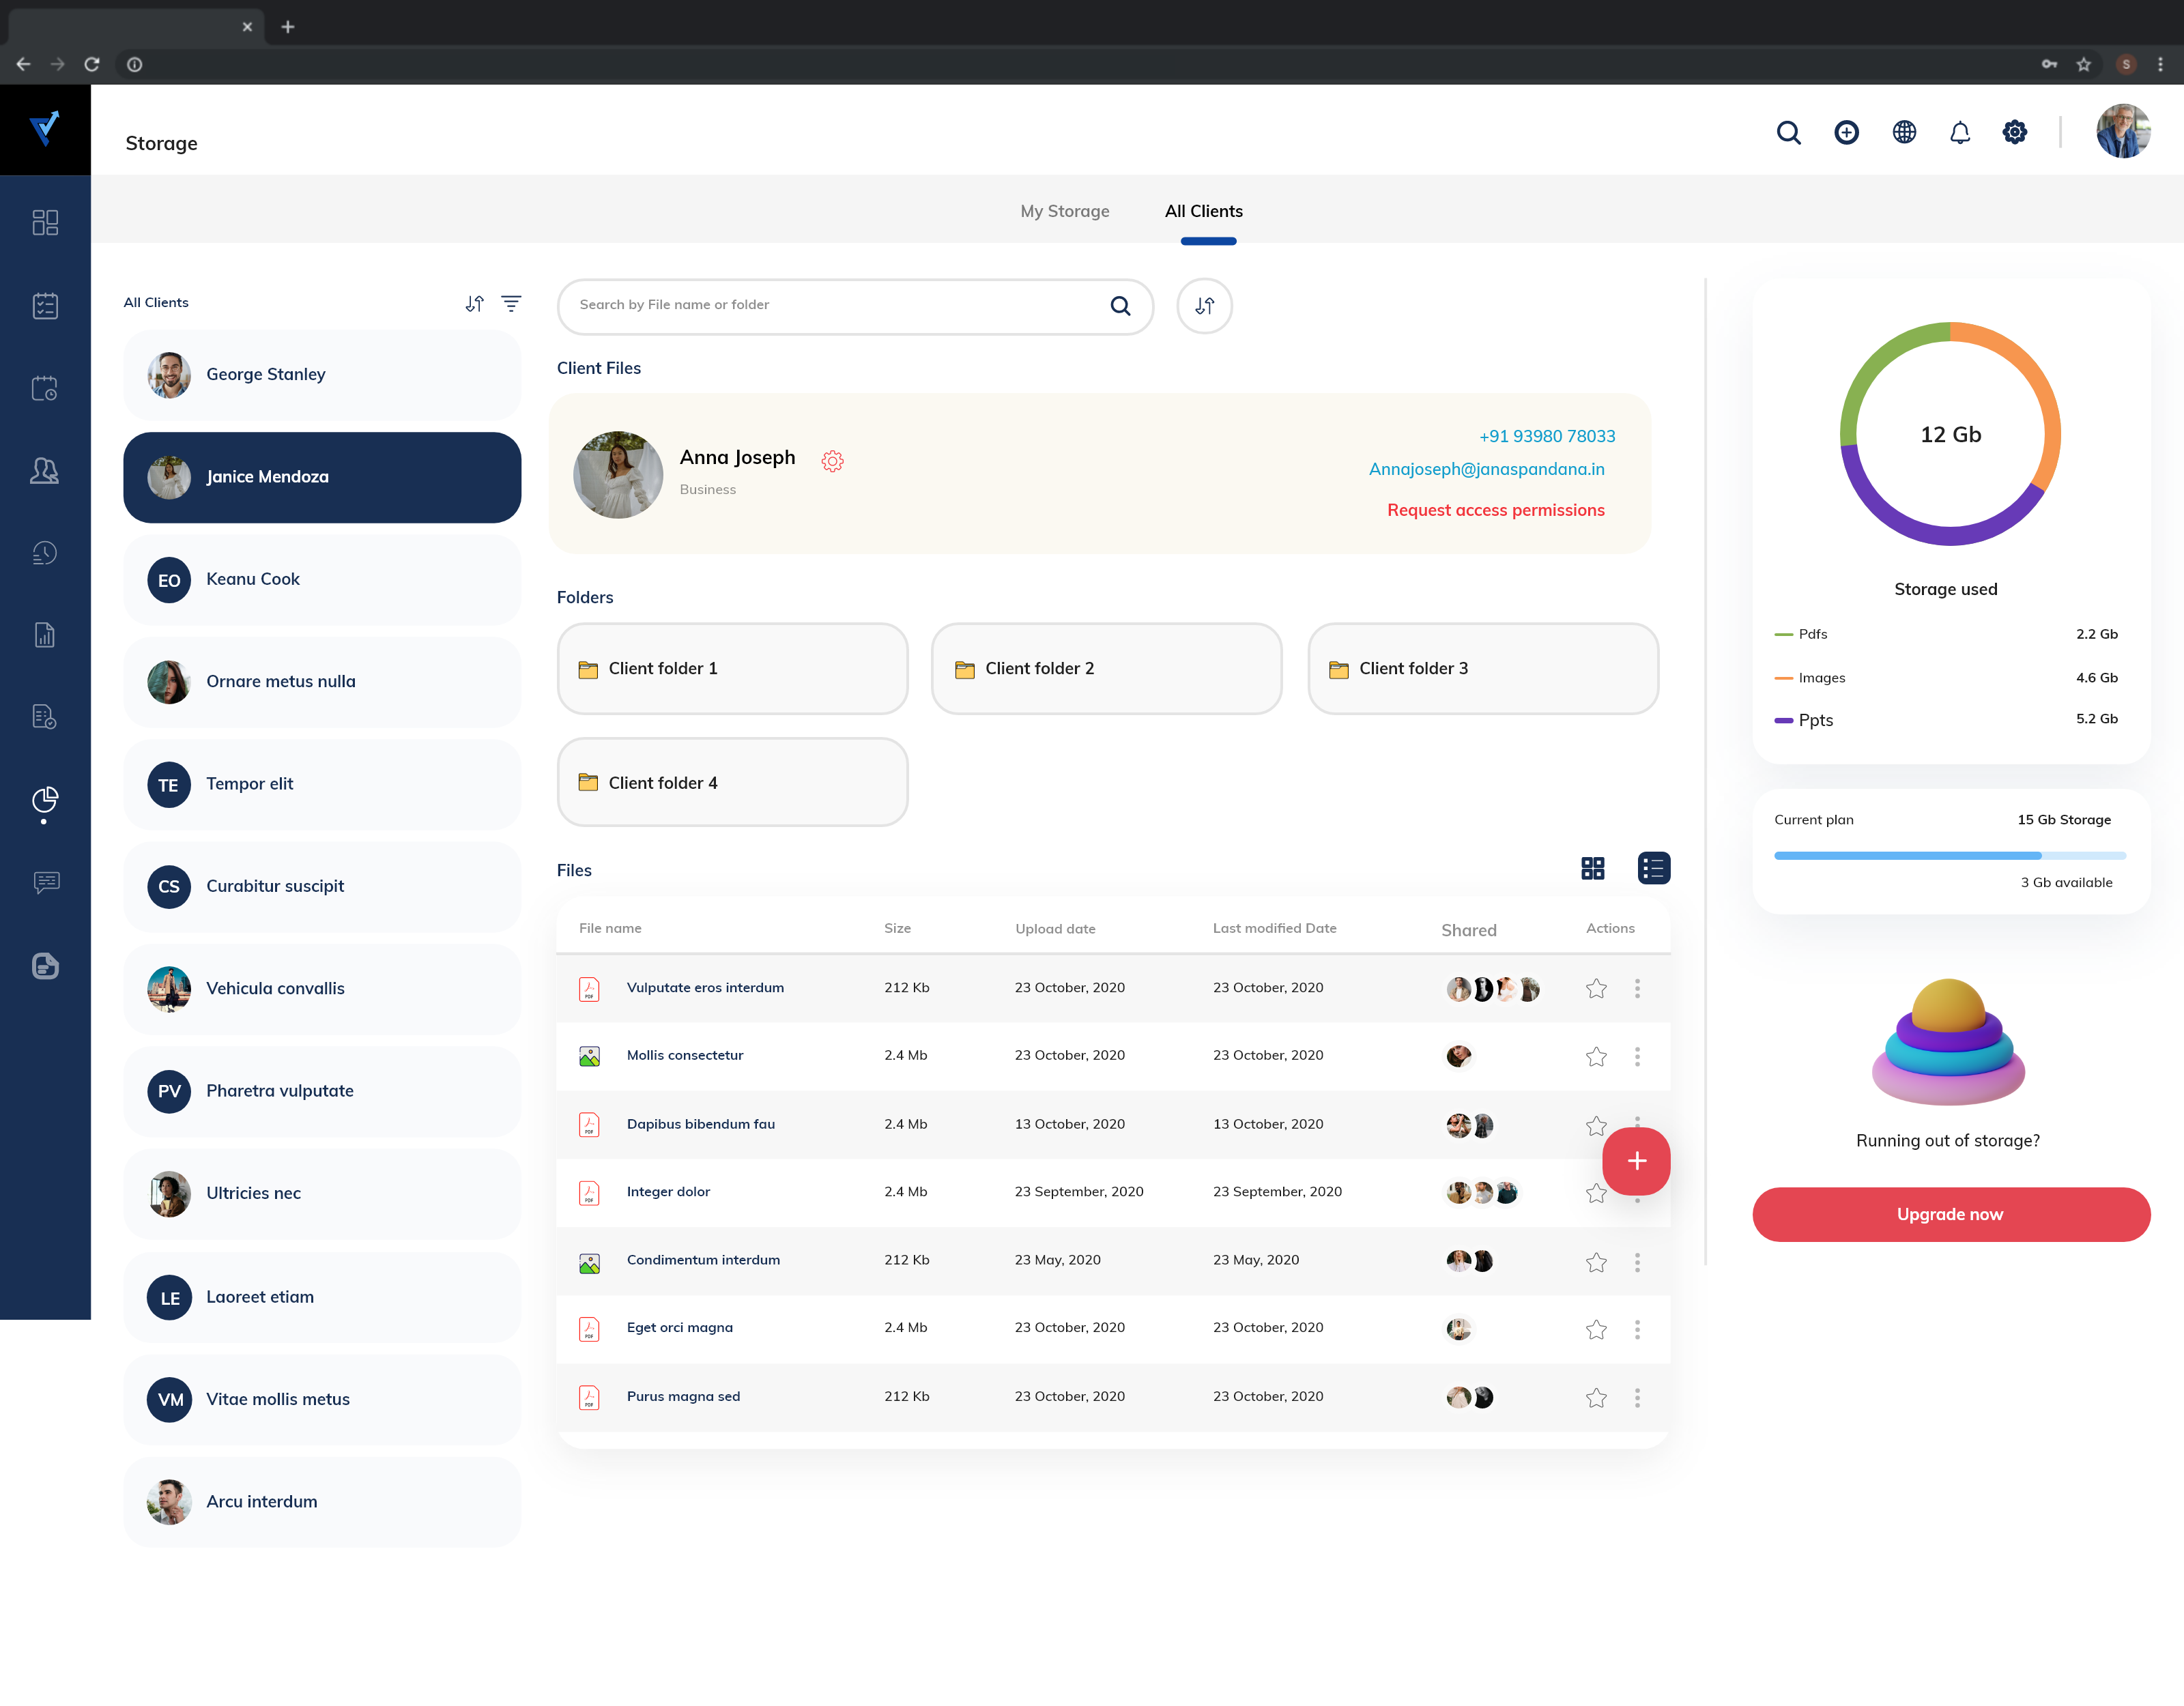 S
Storage
My Storage
All Clients
All Clients
George Stanley
Janice Mendoza
EO
Keanu Cook
Ornare metus nulla
TE
Tempor elit
CS
Curabitur suscipit
Vehicula convallis
PV
Pharetra vulputate
Ultricies nec
LE
Laoreet etiam
VM
Vitae mollis metus
Arcu interdum
Search by File name or folder
Client Files
Anna Joseph
Business
+91 93980 78033
Annajoseph@janaspandana.in
Request access permissions
Folders
Client folder 1
Client folder 2
Client folder 3
Client folder 4
Files
File name Size Upload date Last modified Date Shared Actions
PDF Vulputate eros interdum 212 Kb 23 October, 2020 23 October, 2020
Mollis consectetur 2.4 Mb 23 October, 2020 23 October, 2020
PDF Dapibus bibendum fau 2.4 Mb 13 October, 2020 13 October, 2020
PDF Integer dolor 2.4 Mb 23 September, 2020 23 September, 2020
Condimentum interdum 212 Kb 23 May, 2020 23 May, 2020
PDF Eget orci magna 2.4 Mb 23 October, 2020 23 October, 2020
PDF Purus magna sed 212 Kb 23 October, 2020 23 October, 2020
12 Gb
Storage used
Pdfs 2.2 Gb
Images 4.6 Gb
Ppts 5.2 Gb
Current plan 15 Gb Storage
3 Gb available
Running out of storage?
Upgrade now